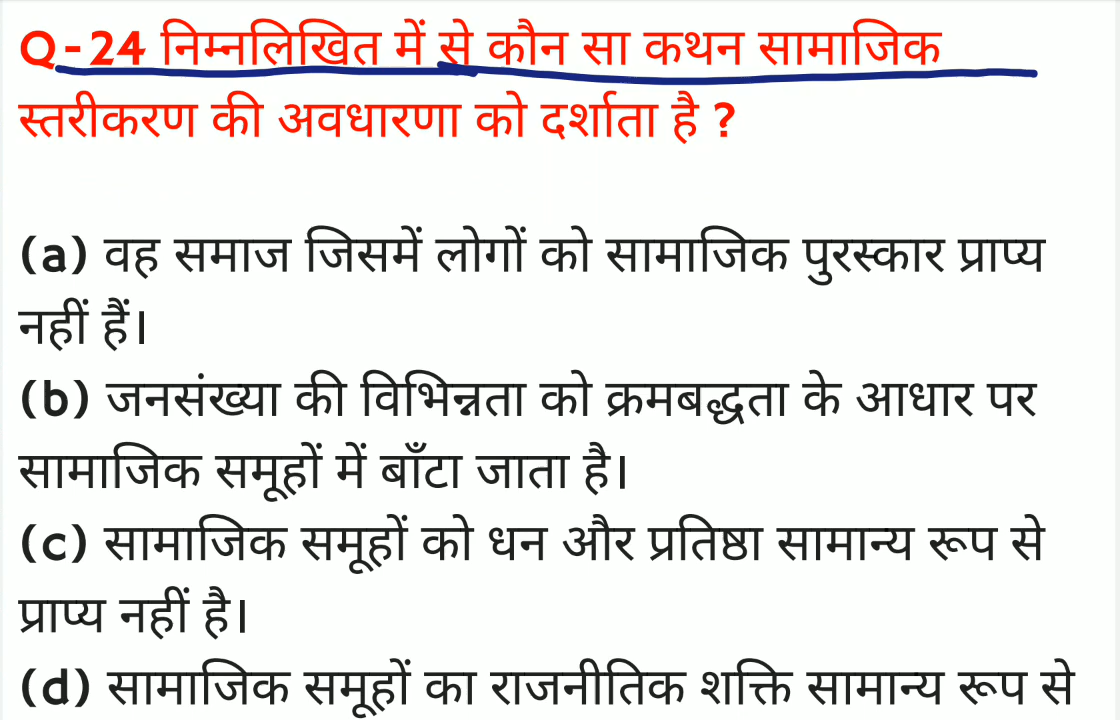 Q-24 निम्नलिखित में से कौन सा कथन सामाजिक
स्तरीकरण की अवधारणा को दर्शाता है ?
(a) वह समाज जिसमें लोगों को सामाजिक पुरस्कार प्राप्य
नहीं हैं।
(b) जनसंख्या की विभिन्नता को क्रमबद्धता के आधार पर
सामाजिक समूहों में बाँटा जाता है।
(c) सामाजिक समूहों को धन और प्रतिष्ठा सामान्य रूप से
प्राप्य नहीं है।
(d) सामाजिक समूहों का राजनीतिक शक्ति सामान्य रूप से